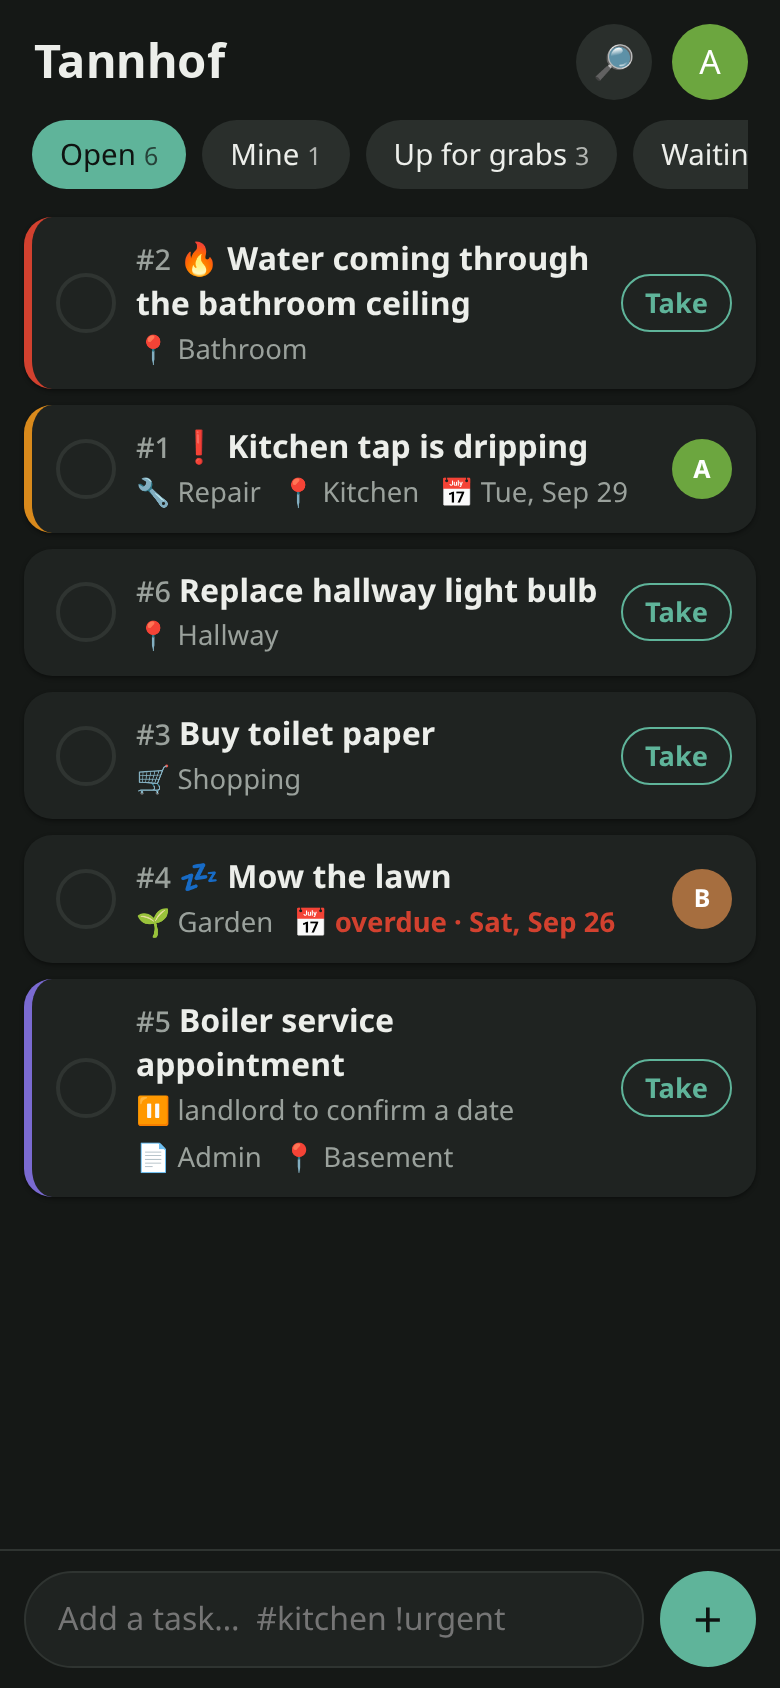 Tannhof
A
Open 6
Mine 1
Up for grabs 3
Waitin
#2 🔥 Water coming through
the bathroom ceiling
📍 Bathroom
Take
#1 ❗ Kitchen tap is dripping
🔧 Repair 📍 Kitchen 📅 Tue, Sep 29
A
#6 Replace hallway light bulb
📍 Hallway
Take
#3 Buy toilet paper
🛒 Shopping
Take
#4 💤 Mow the lawn
🌱 Garden 📅 overdue · Sat, Sep 26
B
#5 Boiler service
appointment
⏸️ landlord to confirm a date
📄 Admin 📍 Basement
Take
Add a task... #kitchen !urgent
+